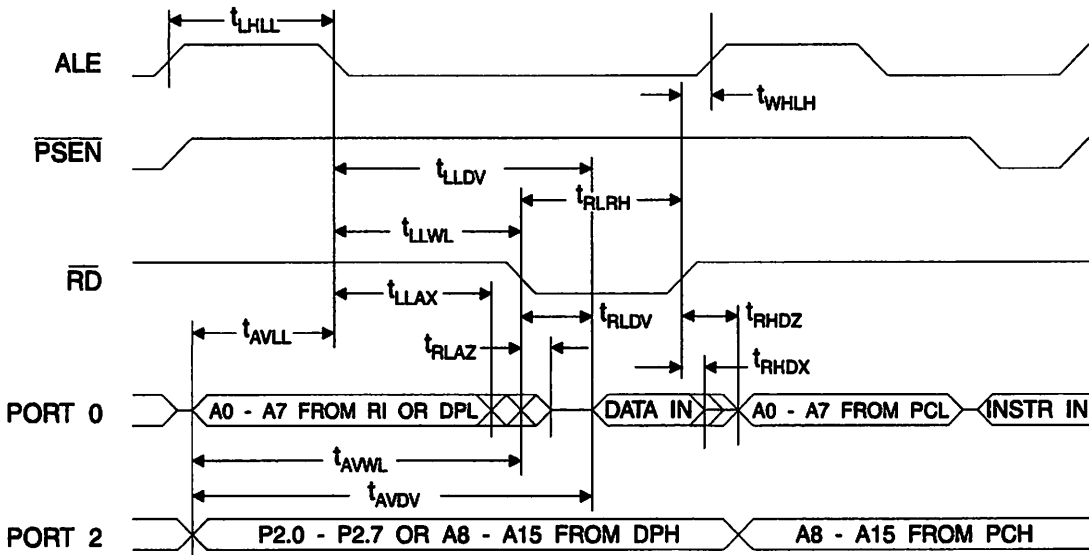 tLHLL
ALE
tWHLH
PSEN
tLLDV
tRLRH
tLLWL
RD
tLLAX
tRLDV
tRHDZ
tAVLL
tRLAZ
tRHDX
PORT 0
A0 - A7 FROM RI OR DPL
DATA IN
A0 - A7 FROM PCL
INSTR IN
tAVWL
tAVDV
PORT 2
P2.0 - P2.7 OR A8 - A15 FROM DPH
A8 - A15 FROM PCH